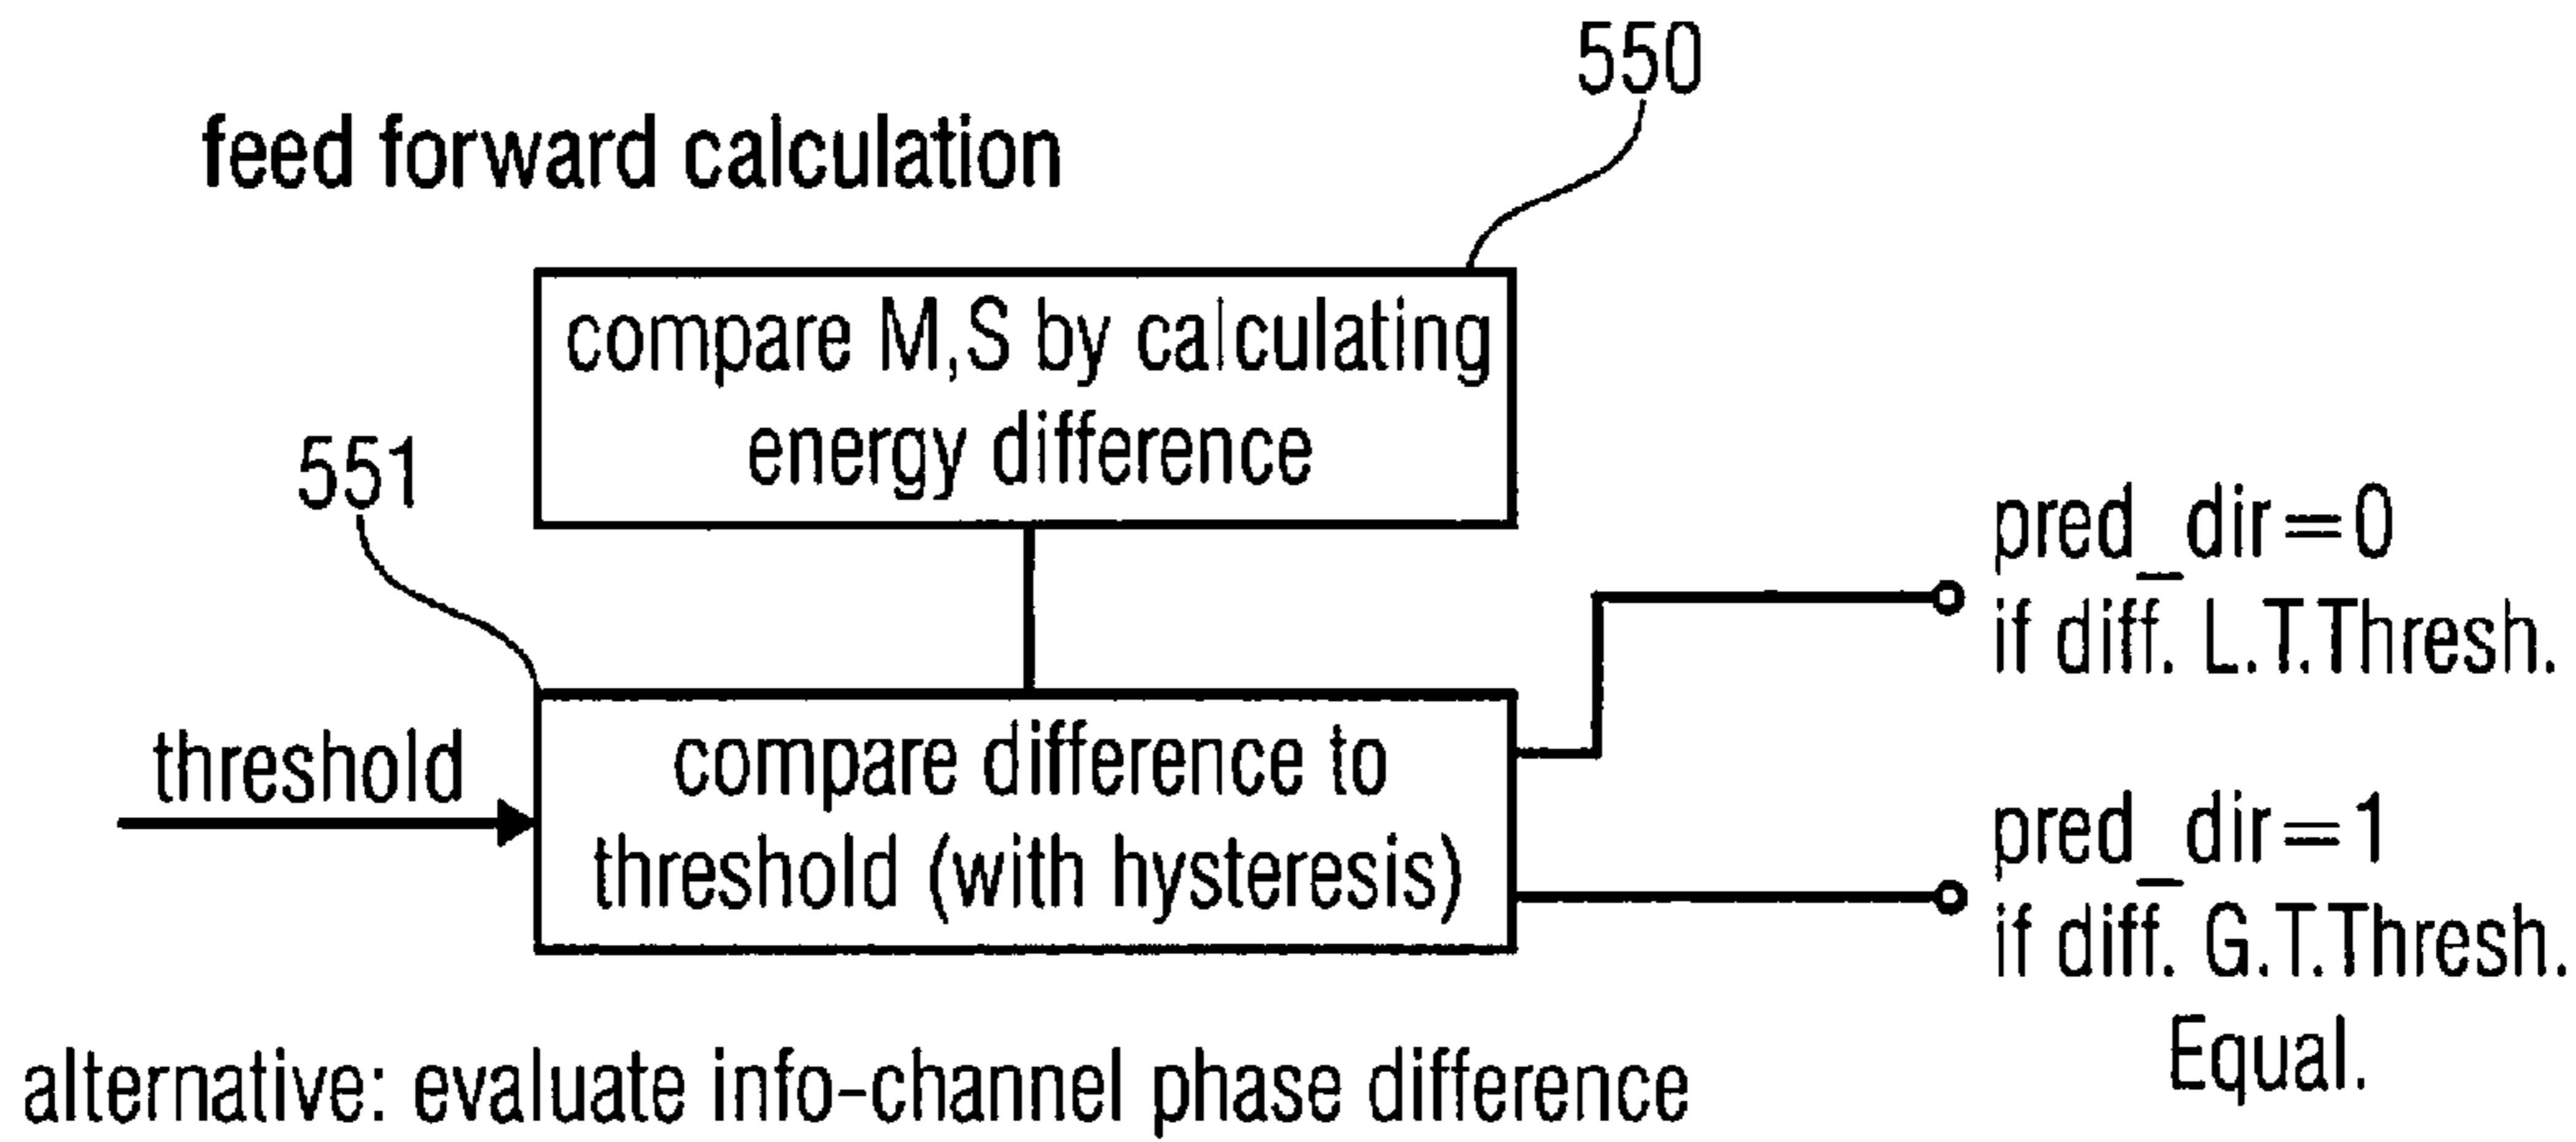 550
feed forward calculation
compare M,S by calculating
energy difference
551
pred_dir=0
if diff. L.T.Thresh.
threshold
compare difference to
threshold (with hysteresis)
pred_dir=1
if diff. G.T.Thresh.
Equal.
alternative: evaluate info-channel phase difference